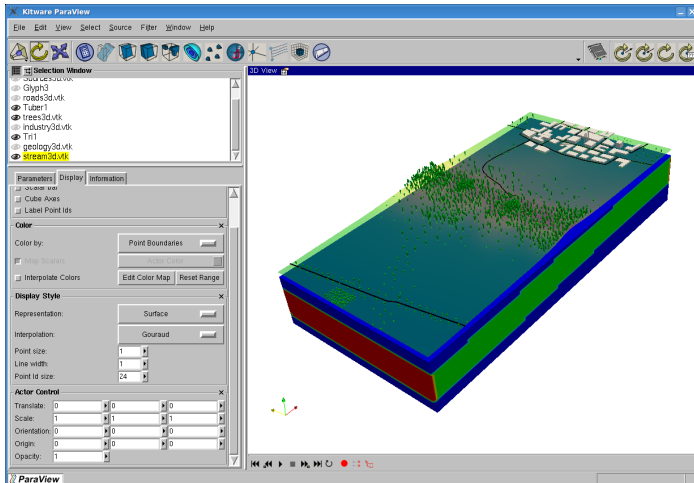 Kitware ParaView
File Edit View Select Source Filter Window Help
Selection Window
3D View
Sources3d.vtk
Glyph3
roads3d.vtk
Tuber1
trees3d.vtk
industry3d.vtk
Tri1
geology3d.vtk
stream3d.vtk
Parameters Display Information
Scalar bar
Cube Axes
Label Point Ids
Color
Color by: Point Boundaries
Map Scalars Actor Color
Interpolate Colors Edit Color Map Reset Range
Display Style
Representation: Surface
Interpolation: Gouraud
Point size: 1
Line width: 1
Point Id size: 24
Actor Control
Translate: 0 0 0
Scale: 1 1 1
Orientation: 0 0 0
Origin: 0 0 0
Opacity: 1
ParaView